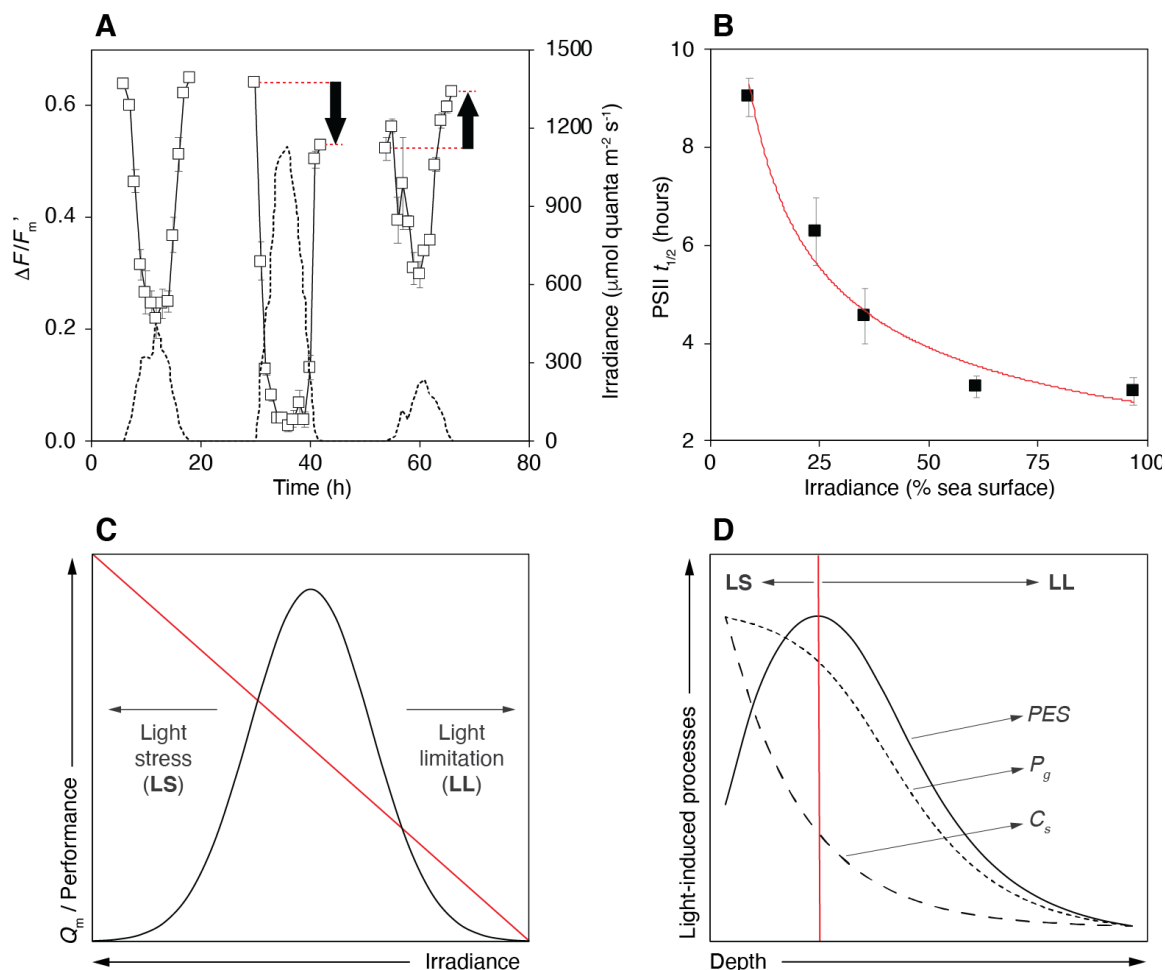 A
0.6
0.4
0.2
0.0
ΔF/Fm’
0
20
40
60
80
Time (h)
1500
1200
900
600
300
0
Irradiance (μmol quanta m⁻² s⁻¹)
B
10
8
6
4
2
PSII t1/2 (hours)
0
25
50
75
100
Irradiance (% sea surface)
C
Qm / Performance
Light
stress
(LS)
Light
limitation
(LL)
Irradiance
D
Light-induced processes
LS
LL
PES
Pg
Cs
Depth